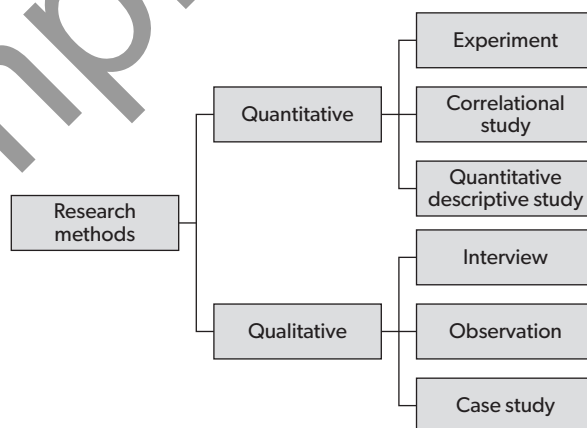 Research
methods
Quantitative
Experiment
Correlational
study
Quantitative
descriptive study
Qualitative
Interview
Observation
Case study